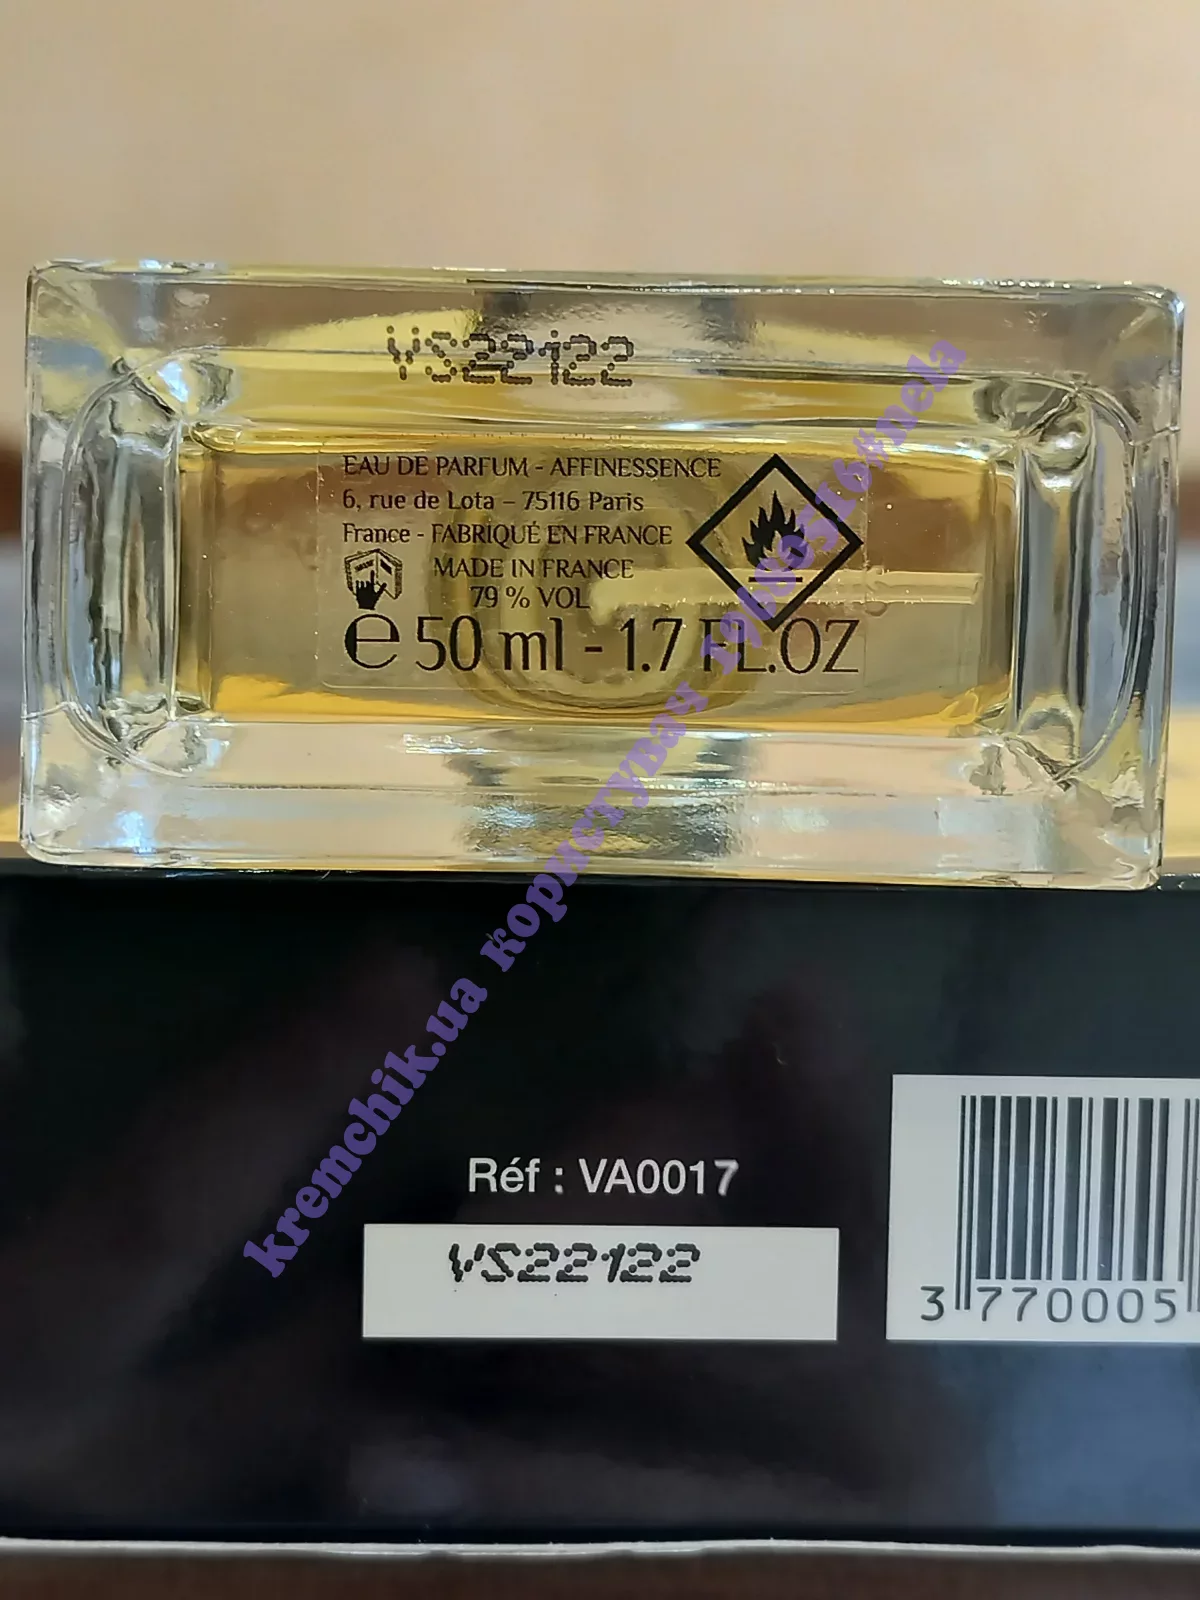 VS22122
EAU DE PARFUM - AFFINESSENCE
6, rue de Lota – 75116 Paris
France - FABRIQUÉ EN FRANCE
MADE IN FRANCE
79 % VOL
e 50 ml - 1.7 FL.OZ
kremchik.ua користувач
Réf : VA0017
VS22122
3 770005